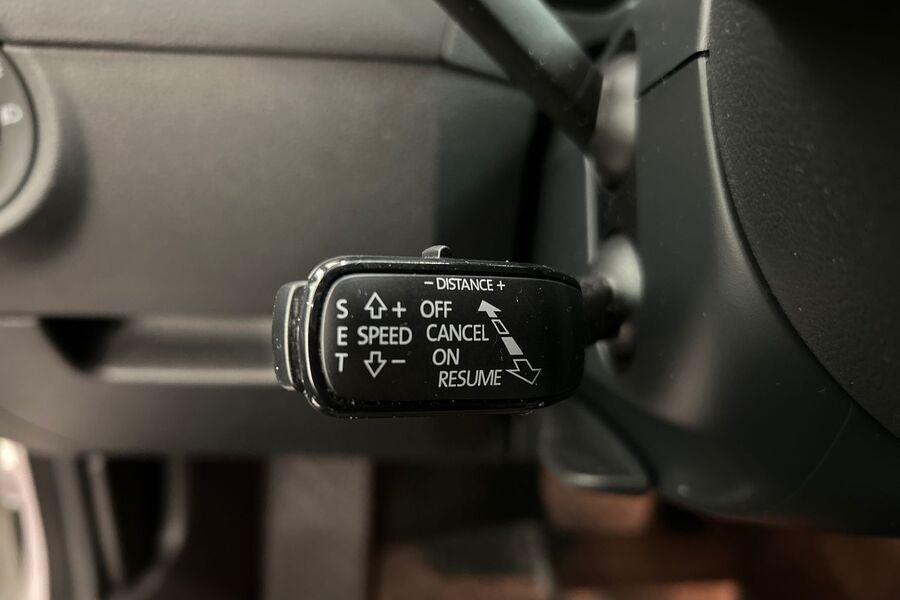 − DISTANCE +
S + OFF
E SPEED CANCEL
T − ON
RESUME